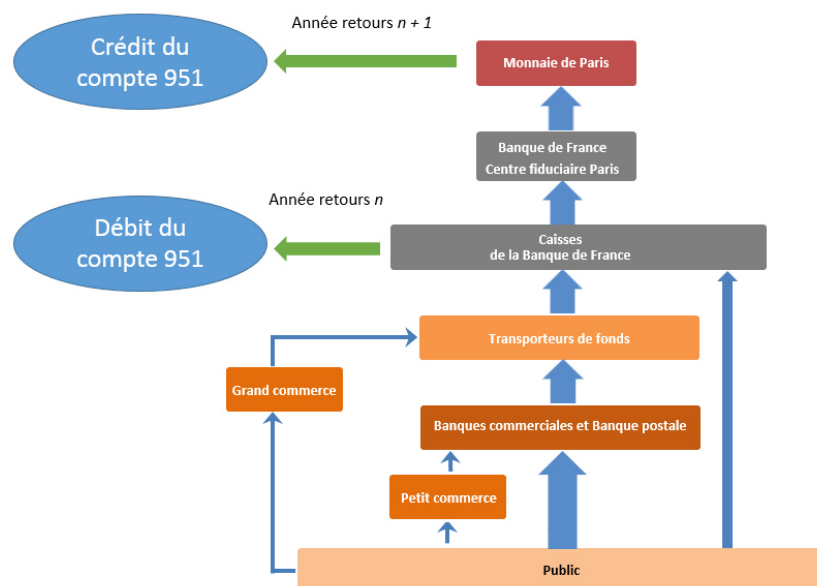 Année retours n + 1
Crédit du
compte 951
Monnaie de Paris
Banque de France
Centre fiduciaire Paris
Année retours n
Débit du
compte 951
Caisses
de la Banque de France
Transporteurs de fonds
Grand commerce
Banques commerciales et Banque postale
Petit commerce
Public